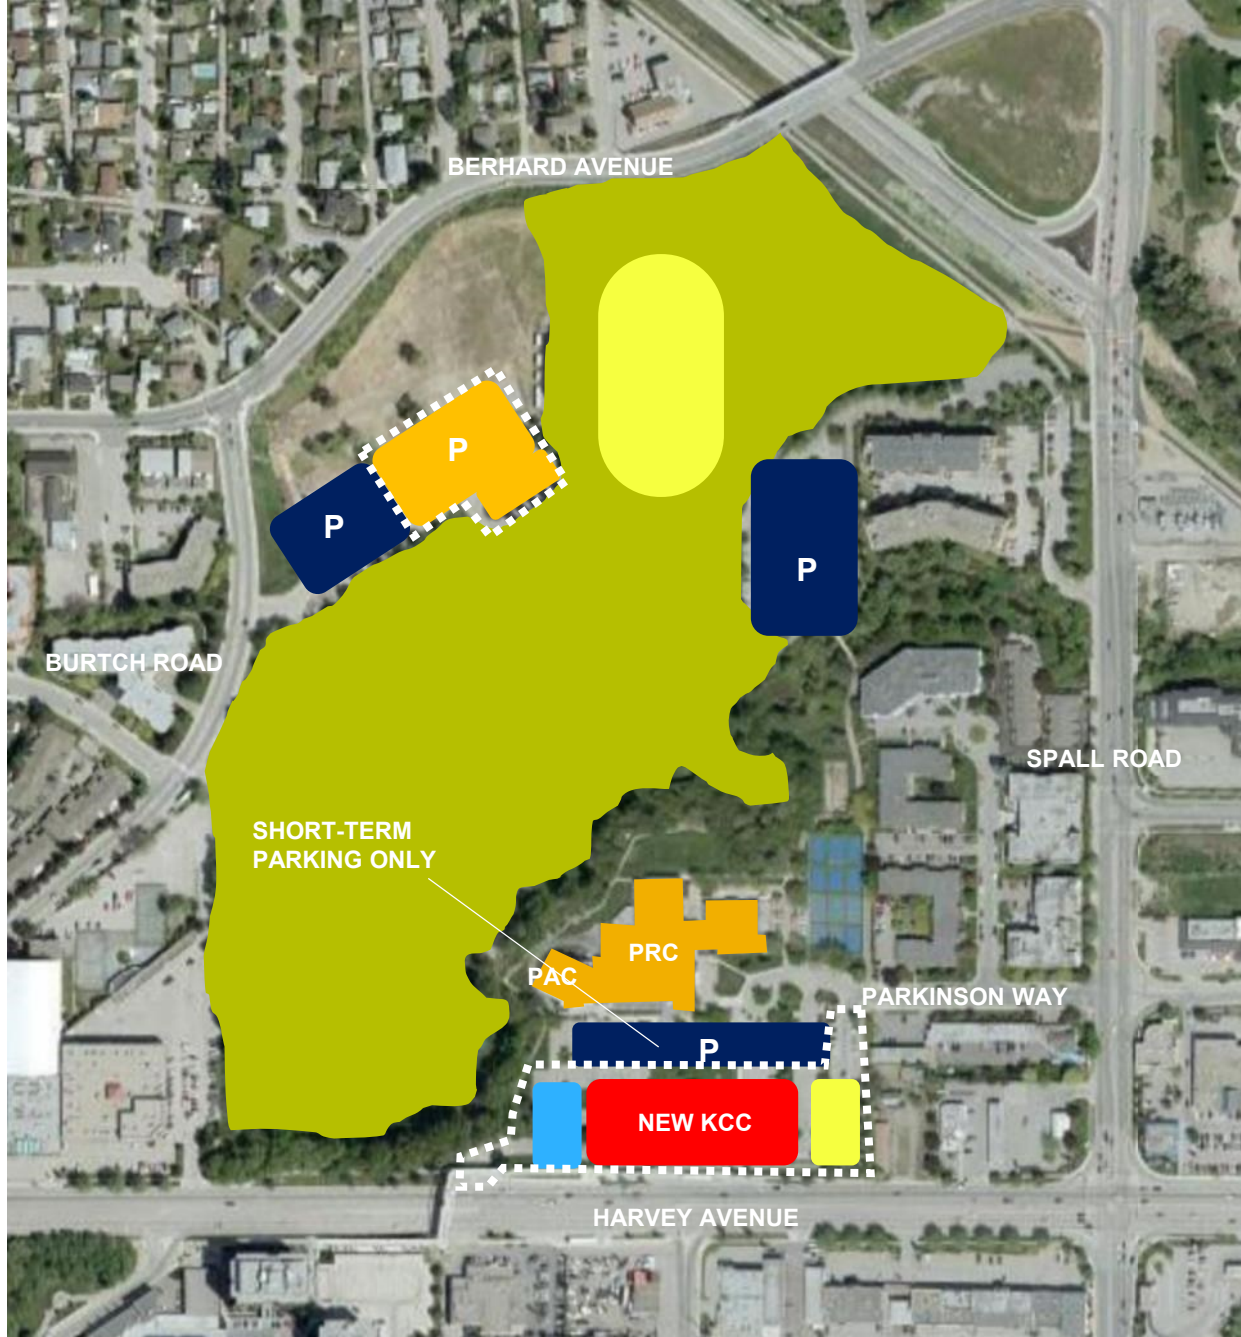 BERHARD AVENUE
P
P
P
BURTCH ROAD
SPALL ROAD
SHORT-TERM
PARKING ONLY
PRC
PAC
PARKINSON WAY
P
NEW KCC
HARVEY AVENUE